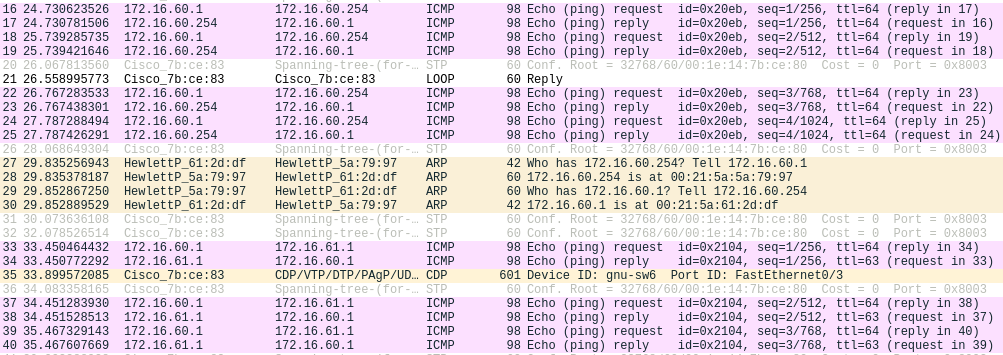 16 24.730623526 172.16.60.1 172.16.60.254 ICMP 98 Echo (ping) request id=0x20eb, seq=1/256, ttl=64 (reply in 17)
17 24.730781506 172.16.60.254 172.16.60.1 ICMP 98 Echo (ping) reply id=0x20eb, seq=1/256, ttl=64 (request in 16)
18 25.739285735 172.16.60.1 172.16.60.254 ICMP 98 Echo (ping) request id=0x20eb, seq=2/512, ttl=64 (reply in 19)
19 25.739421646 172.16.60.254 172.16.60.1 ICMP 98 Echo (ping) reply id=0x20eb, seq=2/512, ttl=64 (request in 18)
20 26.067813560 Cisco_7b:ce:83 Spanning-tree-(for-… STP 60 Conf. Root = 32768/60/00:1e:14:7b:ce:80 Cost = 0 Port = 0x8003
21 26.558995773 Cisco_7b:ce:83 Cisco_7b:ce:83 LOOP 60 Reply
22 26.767283533 172.16.60.1 172.16.60.254 ICMP 98 Echo (ping) request id=0x20eb, seq=3/768, ttl=64 (reply in 23)
23 26.767438301 172.16.60.254 172.16.60.1 ICMP 98 Echo (ping) reply id=0x20eb, seq=3/768, ttl=64 (request in 22)
24 27.787288494 172.16.60.1 172.16.60.254 ICMP 98 Echo (ping) request id=0x20eb, seq=4/1024, ttl=64 (reply in 25)
25 27.787426291 172.16.60.254 172.16.60.1 ICMP 98 Echo (ping) reply id=0x20eb, seq=4/1024, ttl=64 (request in 24)
26 28.068649304 Cisco_7b:ce:83 Spanning-tree-(for-… STP 60 Conf. Root = 32768/60/00:1e:14:7b:ce:80 Cost = 0 Port = 0x8003
27 29.835256943 HewlettP_61:2d:df HewlettP_5a:79:97 ARP 42 Who has 172.16.60.254? Tell 172.16.60.1
28 29.835378187 HewlettP_5a:79:97 HewlettP_61:2d:df ARP 60 172.16.60.254 is at 00:21:5a:5a:79:97
29 29.852867250 HewlettP_5a:79:97 HewlettP_61:2d:df ARP 60 Who has 172.16.60.1? Tell 172.16.60.254
30 29.852889529 HewlettP_61:2d:df HewlettP_5a:79:97 ARP 42 172.16.60.1 is at 00:21:5a:61:2d:df
31 30.073636108 Cisco_7b:ce:83 Spanning-tree-(for-… STP 60 Conf. Root = 32768/60/00:1e:14:7b:ce:80 Cost = 0 Port = 0x8003
32 32.078526514 Cisco_7b:ce:83 Spanning-tree-(for-… STP 60 Conf. Root = 32768/60/00:1e:14:7b:ce:80 Cost = 0 Port = 0x8003
33 33.450464432 172.16.60.1 172.16.61.1 ICMP 98 Echo (ping) request id=0x2104, seq=1/256, ttl=64 (reply in 34)
34 33.450772292 172.16.61.1 172.16.60.1 ICMP 98 Echo (ping) reply id=0x2104, seq=1/256, ttl=63 (request in 33)
35 33.899572085 Cisco_7b:ce:83 CDP/VTP/DTP/PAgP/UD… CDP 601 Device ID: gnu-sw6 Port ID: FastEthernet0/3
36 34.083358165 Cisco_7b:ce:83 Spanning-tree-(for-… STP 60 Conf. Root = 32768/60/00:1e:14:7b:ce:80 Cost = 0 Port = 0x8003
37 34.451283930 172.16.60.1 172.16.61.1 ICMP 98 Echo (ping) request id=0x2104, seq=2/512, ttl=64 (reply in 38)
38 34.451528513 172.16.61.1 172.16.60.1 ICMP 98 Echo (ping) reply id=0x2104, seq=2/512, ttl=63 (request in 37)
39 35.467329143 172.16.60.1 172.16.61.1 ICMP 98 Echo (ping) request id=0x2104, seq=3/768, ttl=64 (reply in 40)
40 35.467607669 172.16.61.1 172.16.60.1 ICMP 98 Echo (ping) reply id=0x2104, seq=3/768, ttl=63 (request in 39)